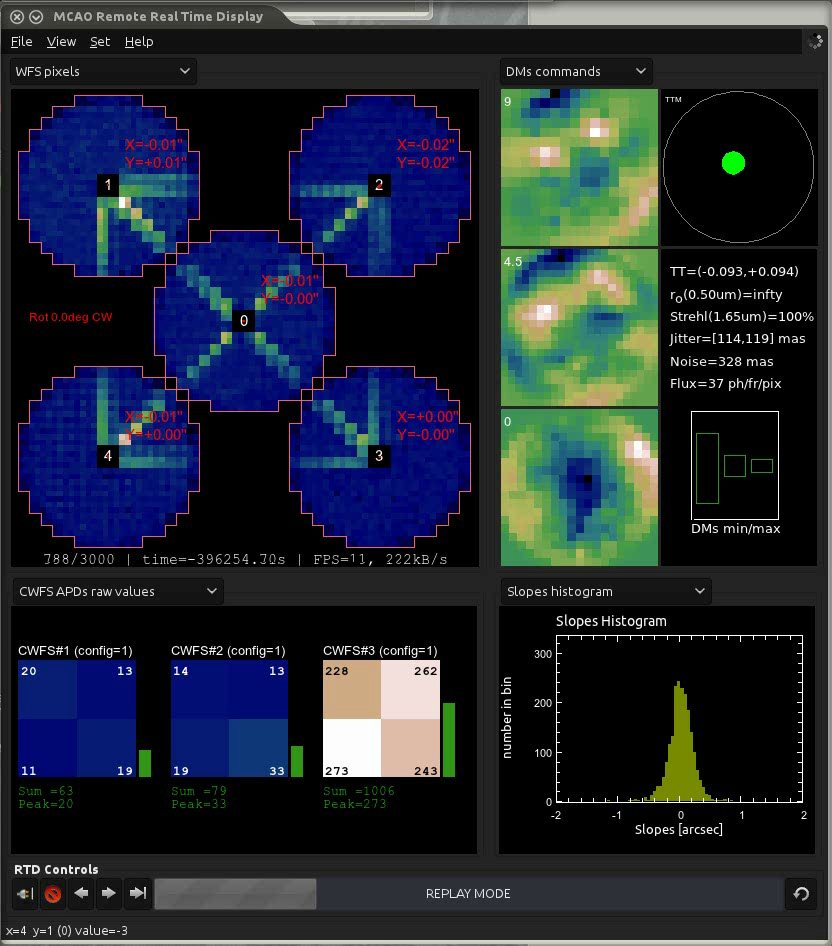 MCAO Remote Real Time Display
File View Set Help
WFS pixels
DMs commands
X=-0.01"
Y=+0.01"
1
X=-0.02"
Y=-0.02"
2
X=-0.01"
Y=-0.00"
0
Rot 0.0deg CW
X=-0.01"
Y=+0.00"
4
X=+0.00"
Y=-0.00"
3
788/3000 | time=-396254.70s | FPS=11, 222kB/s
9
TTM
4.5
0
TT=(-0.093,+0.094)
ro(0.50um)=infty
Strehl(1.65um)=100%
Jitter=[114,119] mas
Noise=328 mas
Flux=37 ph/fr/pix
DMs min/max
CWFS APDs raw values
CWFS#1 (config=1)
20 13
11 19
Sum =63
Peak=20
CWFS#2 (config=1)
14 13
19 33
Sum =79
Peak=33
CWFS#3 (config=1)
228 262
273 243
Sum =1006
Peak=273
Slopes histogram
Slopes Histogram
number in bin
300
200
100
0
-2 -1 0 1 2
Slopes [arcsec]
RTD Controls
REPLAY MODE
x=4 y=1 (0) value=-3